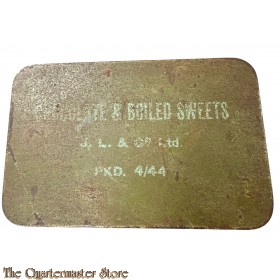 & BOILED SWEETS
J. L. & Co Ltd.
PKD. 4/44
The Quartermaster Store